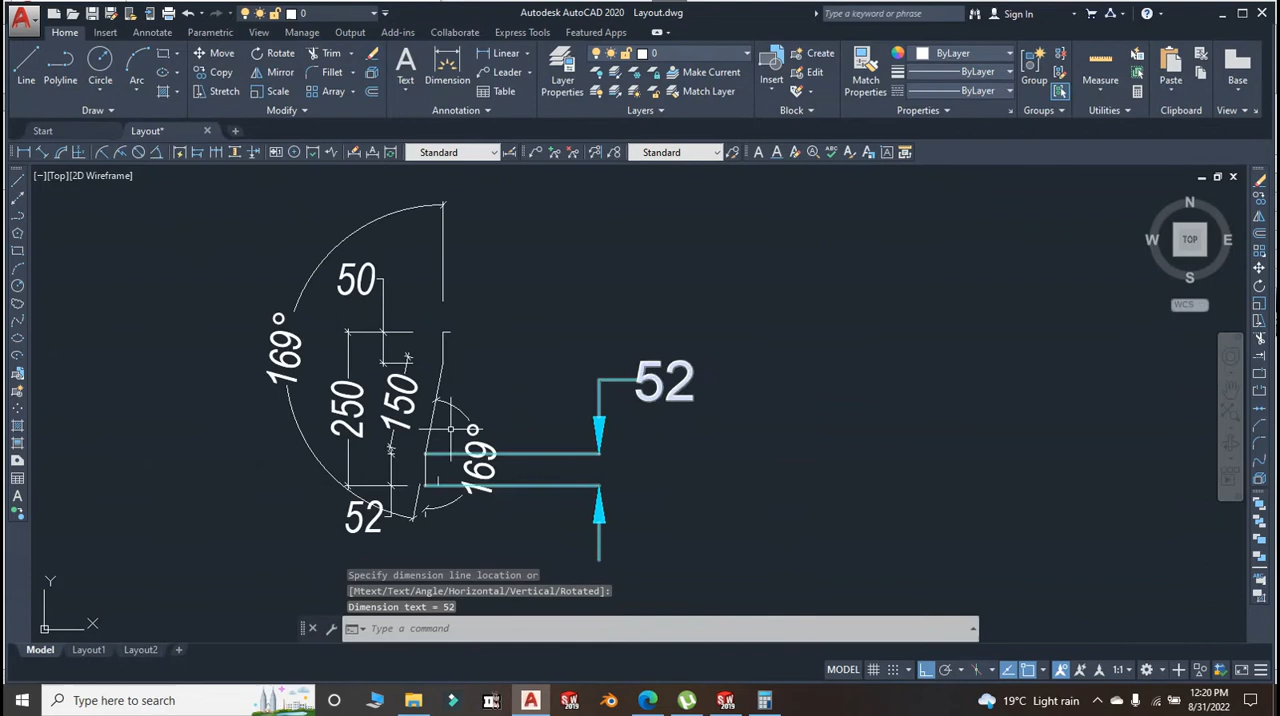 Autodesk AutoCAD 2020 Layout.dwg
0
Type a keyword or phrase
Sign In
Home Insert Annotate Parametric View Manage Output Add-ins Collaborate Express Tools Featured Apps
Line Polyline Circle Arc
Move Rotate Trim
Copy Mirror Fillet
Stretch Scale Array
Text Dimension
Linear
Leader
Table
Layer
Properties
0
Make Current
Match Layer
Insert
Create
Edit
Match
Properties
ByLayer
ByLayer
ByLayer
Group
Measure
Paste
Base
Draw Modify Annotation Layers Block Properties Groups Utilities Clipboard View
Start Layout*
Standard Standard
[−][Top][2D Wireframe]
N
W TOP E
S
WCS
50
169°
250
150
52
169°
52
Y
X
Specify dimension line location or
[Mtext/Text/Angle/Horizontal/Vertical/Rotated]:
Dimension text = 52
Type a command
Model Layout1 Layout2
MODEL 1:1
Type here to search
19°C Light rain
12:20 PM
8/31/2022